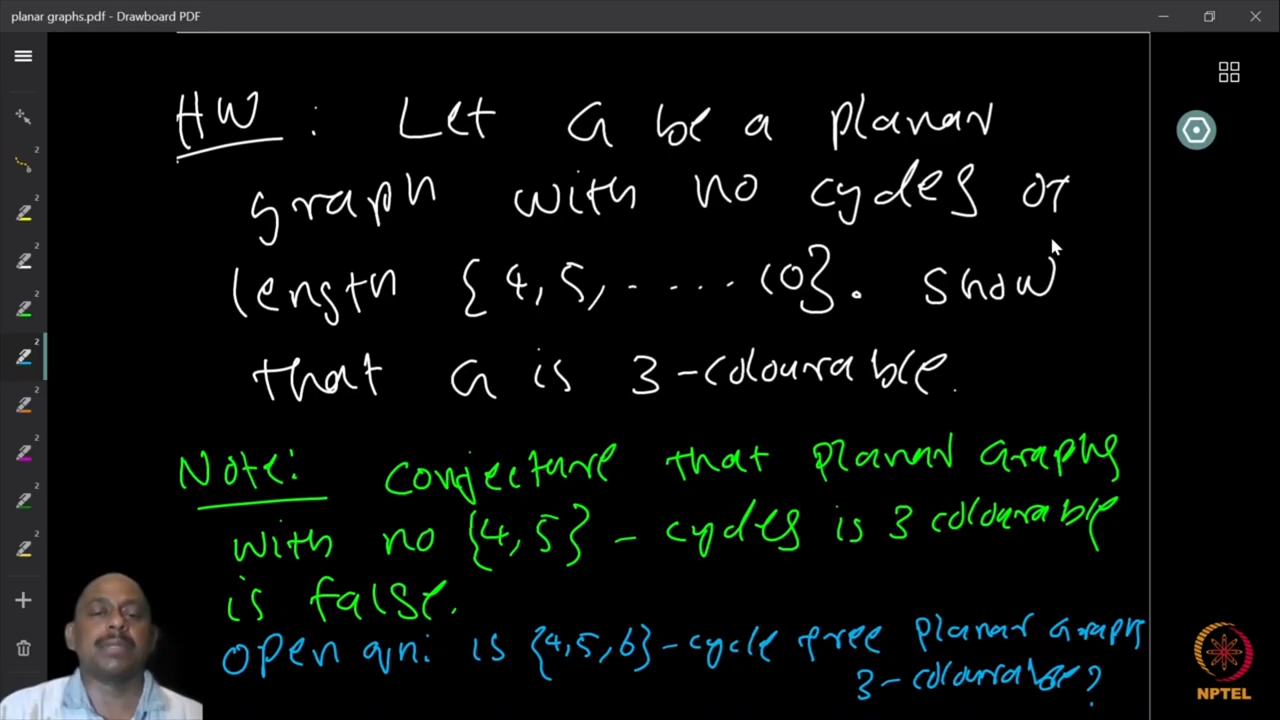 planar graphs.pdf - Drawboard PDF
HW : Let G be a planar
graph with no cycles of
length {4, 5, ..... 10}. Show
that G is 3-colourable.
Note: Conjecture that planar Graphs
with no {4, 5} - cycles is 3 colourable
is false.
open qn: is {4, 5, 6} - cycle free planar Graphs
3-colourable?
NPTEL